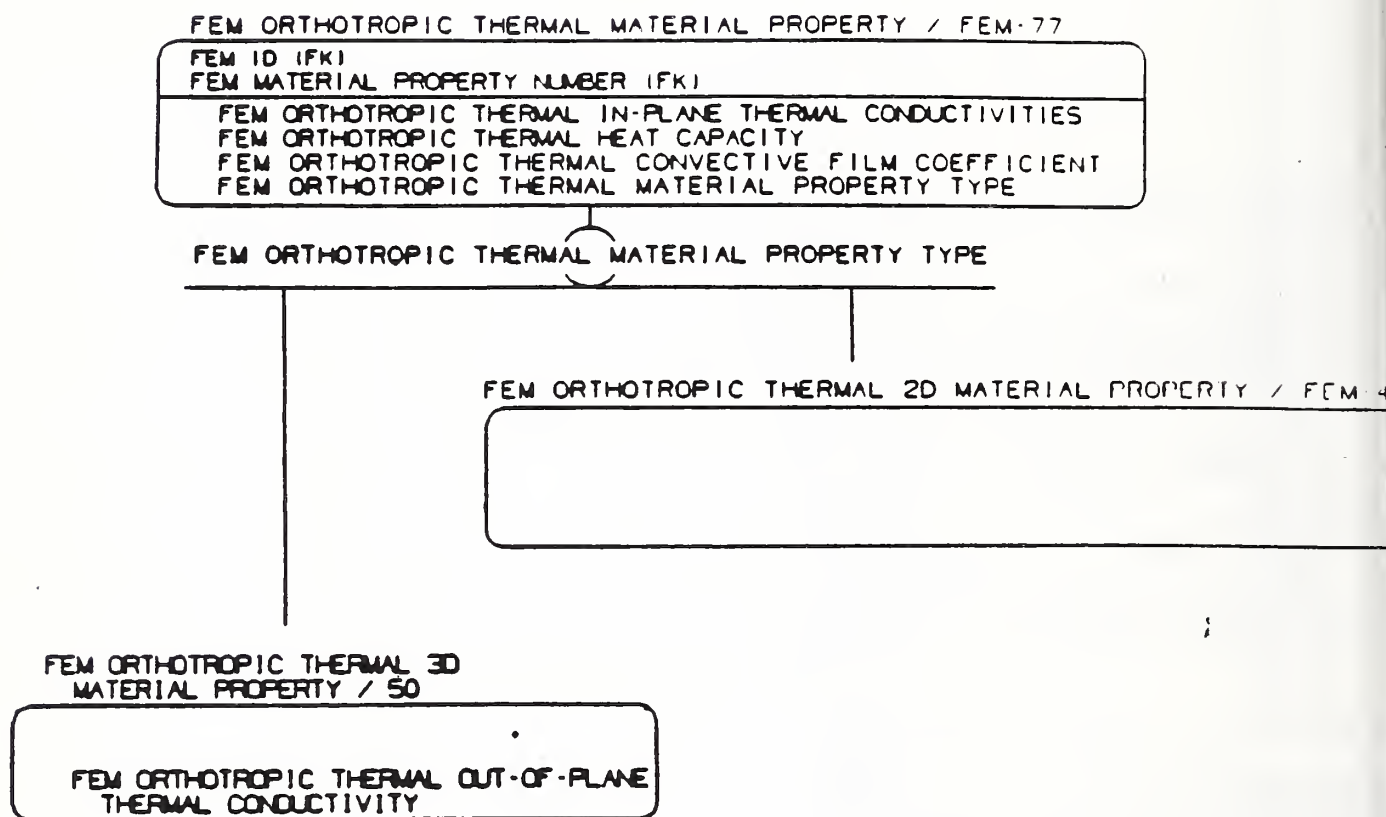 FEM ORTHOTROPIC THERMAL MATERIAL PROPERTY / FEM-77
FEM ID (FK)
FEM MATERIAL PROPERTY NUMBER (FK)
FEM ORTHOTROPIC THERMAL IN-PLANE THERMAL CONDUCTIVITIES
FEM ORTHOTROPIC THERMAL HEAT CAPACITY
FEM ORTHOTROPIC THERMAL CONVECTIVE FILM COEFFICIENT
FEM ORTHOTROPIC THERMAL MATERIAL PROPERTY TYPE
FEM ORTHOTROPIC THERMAL MATERIAL PROPERTY TYPE
FEM ORTHOTROPIC THERMAL 2D MATERIAL PROPERTY / FEM-4
FEM ORTHOTROPIC THERMAL 3D
MATERIAL PROPERTY / 50
FEM ORTHOTROPIC THERMAL OUT-OF-PLANE
THERMAL CONDUCTIVITY